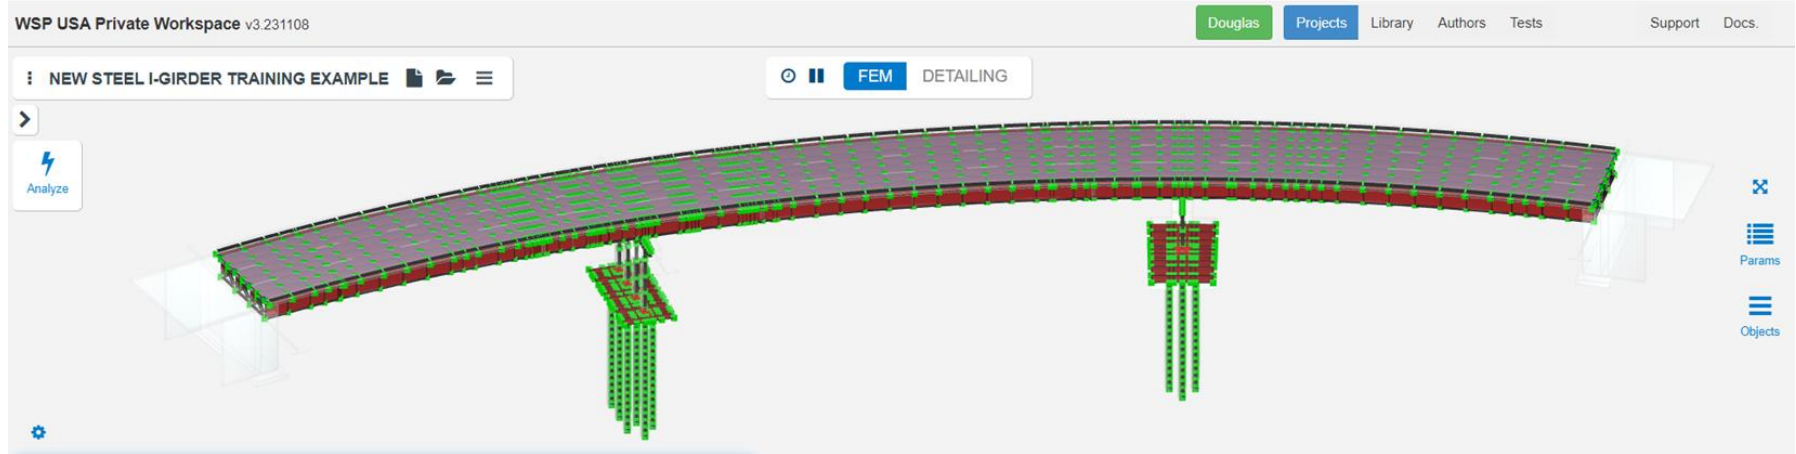 WSP USA Private Workspace v3.231108
Douglas Projects Library Authors Tests Support Docs.
NEW STEEL I-GIRDER TRAINING EXAMPLE
FEM DETAILING
Analyze
Params
Objects